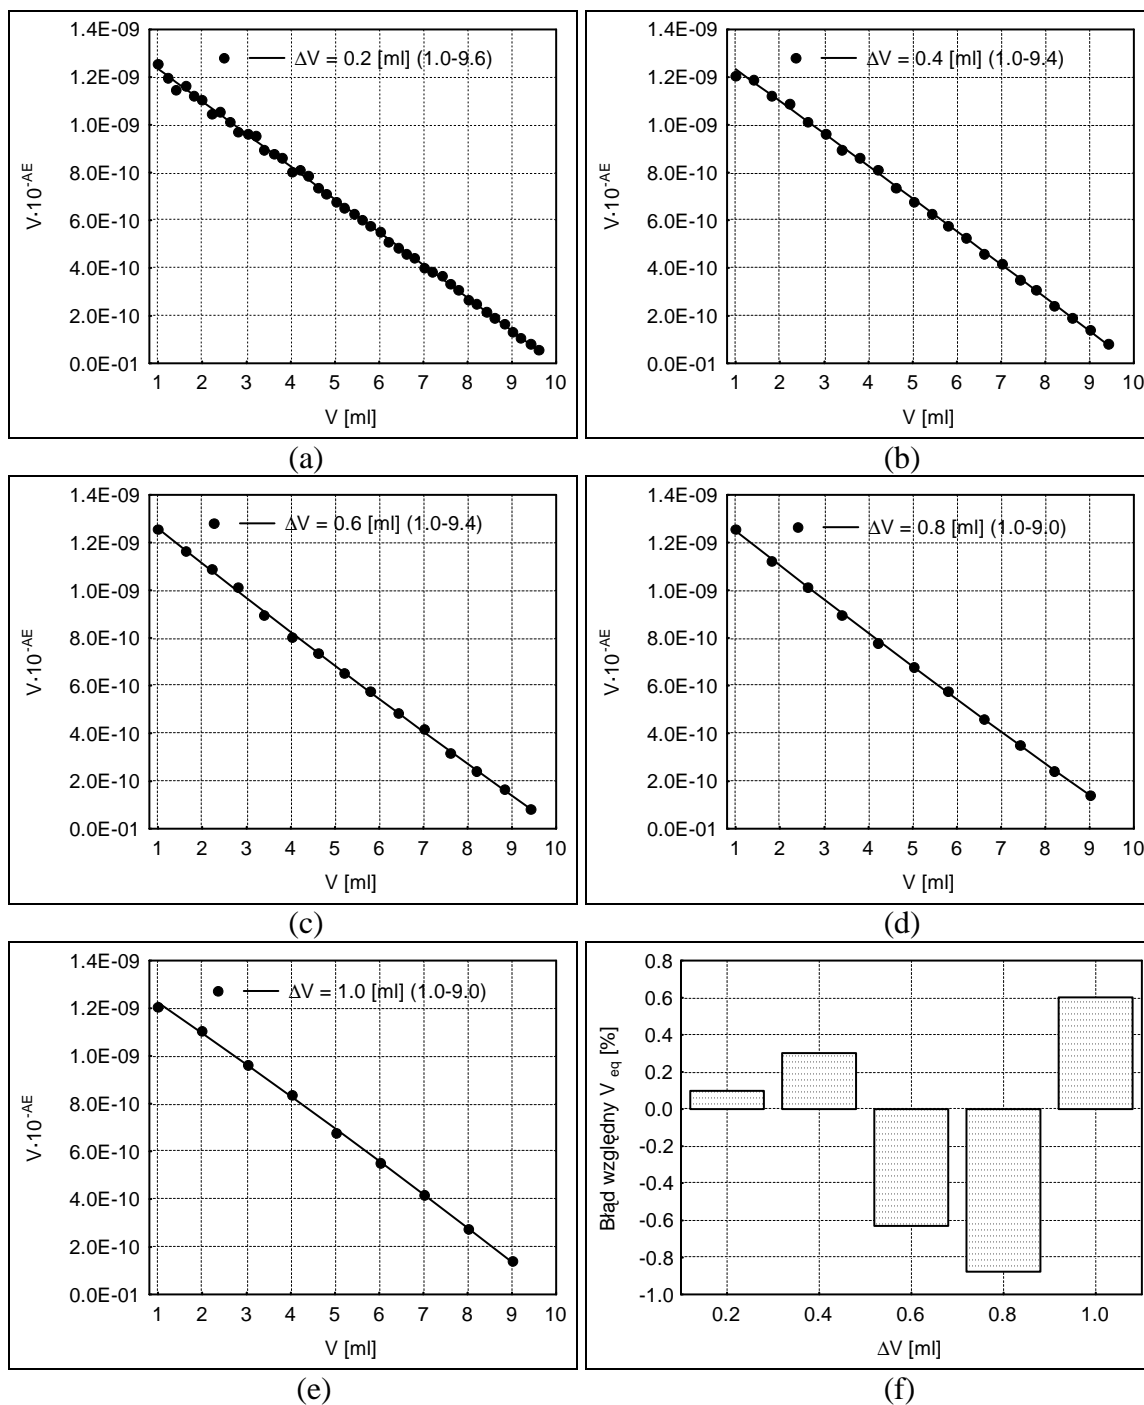 1.4E-09
1.2E-09
1.0E-09
8.0E-10
6.0E-10
4.0E-10
2.0E-10
0.0E-01
V·10^-AE
ΔV = 0.2 [ml] (1.0-9.6)
1 2 3 4 5 6 7 8 9 10
V [ml]
(a)
1.4E-09
1.2E-09
1.0E-09
8.0E-10
6.0E-10
4.0E-10
2.0E-10
0.0E-01
V·10^-AE
ΔV = 0.4 [ml] (1.0-9.4)
1 2 3 4 5 6 7 8 9 10
V [ml]
(b)
1.4E-09
1.2E-09
1.0E-09
8.0E-10
6.0E-10
4.0E-10
2.0E-10
0.0E-01
V·10^-AE
ΔV = 0.6 [ml] (1.0-9.4)
1 2 3 4 5 6 7 8 9 10
V [ml]
(c)
1.4E-09
1.2E-09
1.0E-09
8.0E-10
6.0E-10
4.0E-10
2.0E-10
0.0E-01
V·10^-AE
ΔV = 0.8 [ml] (1.0-9.0)
1 2 3 4 5 6 7 8 9 10
V [ml]
(d)
1.4E-09
1.2E-09
1.0E-09
8.0E-10
6.0E-10
4.0E-10
2.0E-10
0.0E-01
V·10^-AE
ΔV = 1.0 [ml] (1.0-9.0)
1 2 3 4 5 6 7 8 9 10
V [ml]
(e)
0.8
0.6
0.4
0.2
0.0
-0.2
-0.4
-0.6
-0.8
-1.0
Błąd względny V eq [%]
0.2 0.4 0.6 0.8 1.0
ΔV [ml]
(f)